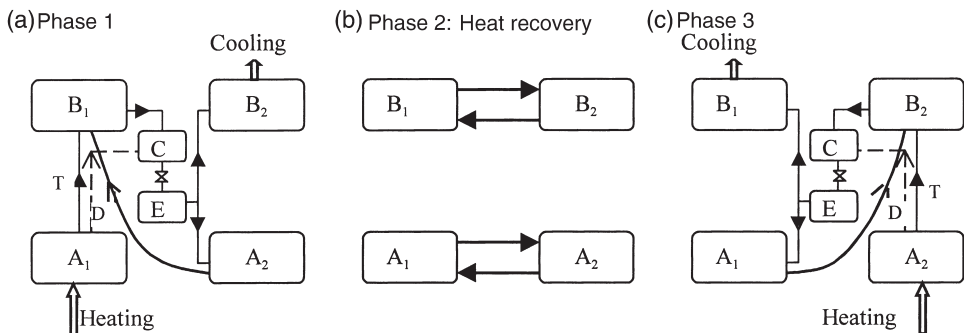 (a) Phase 1
Cooling
B₁
B₂
C
T
E
D
A₁
A₂
Heating
(b) Phase 2: Heat recovery
B₁
B₂
A₁
A₂
(c) Phase 3
Cooling
B₁
B₂
C
T
E
D
A₁
A₂
Heating